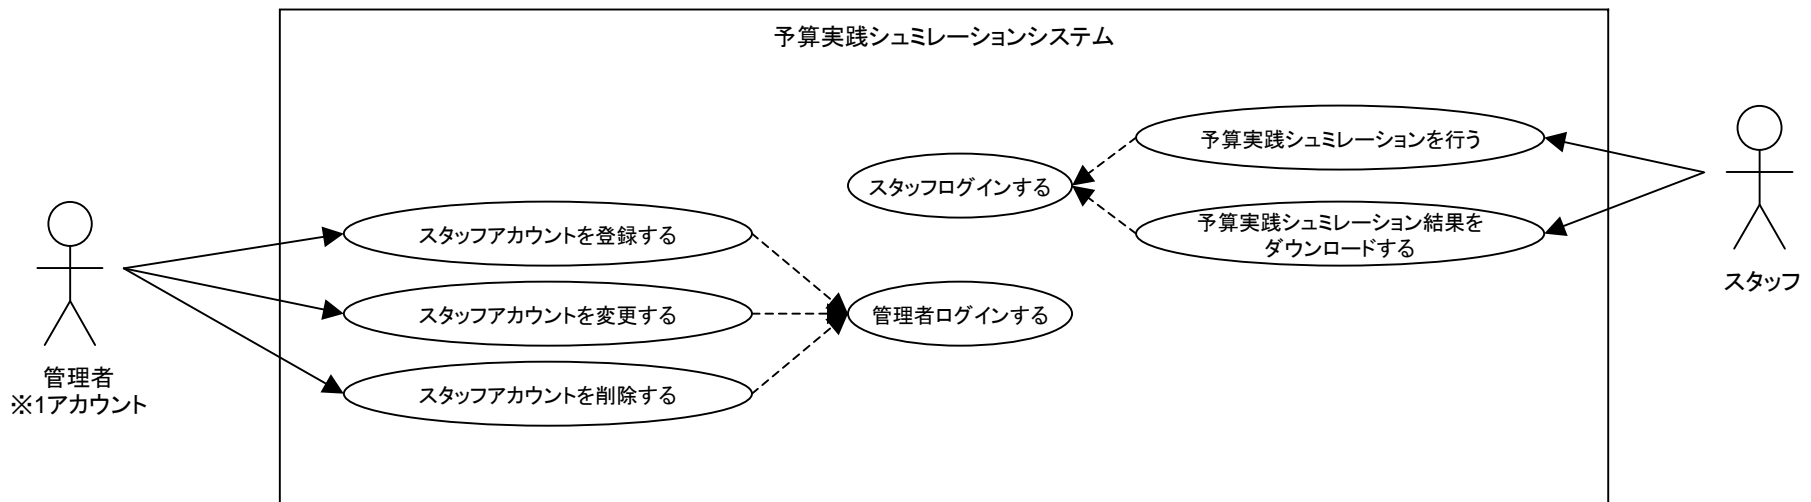 予算実践シュミレーションシステム
予算実践シュミレーションを行う
スタッフログインする
スタッフアカウントを登録する
予算実践シュミレーション結果を
ダウンロードする
スタッフ
スタッフアカウントを変更する
管理者ログインする
管理者
※1アカウント
スタッフアカウントを削除する